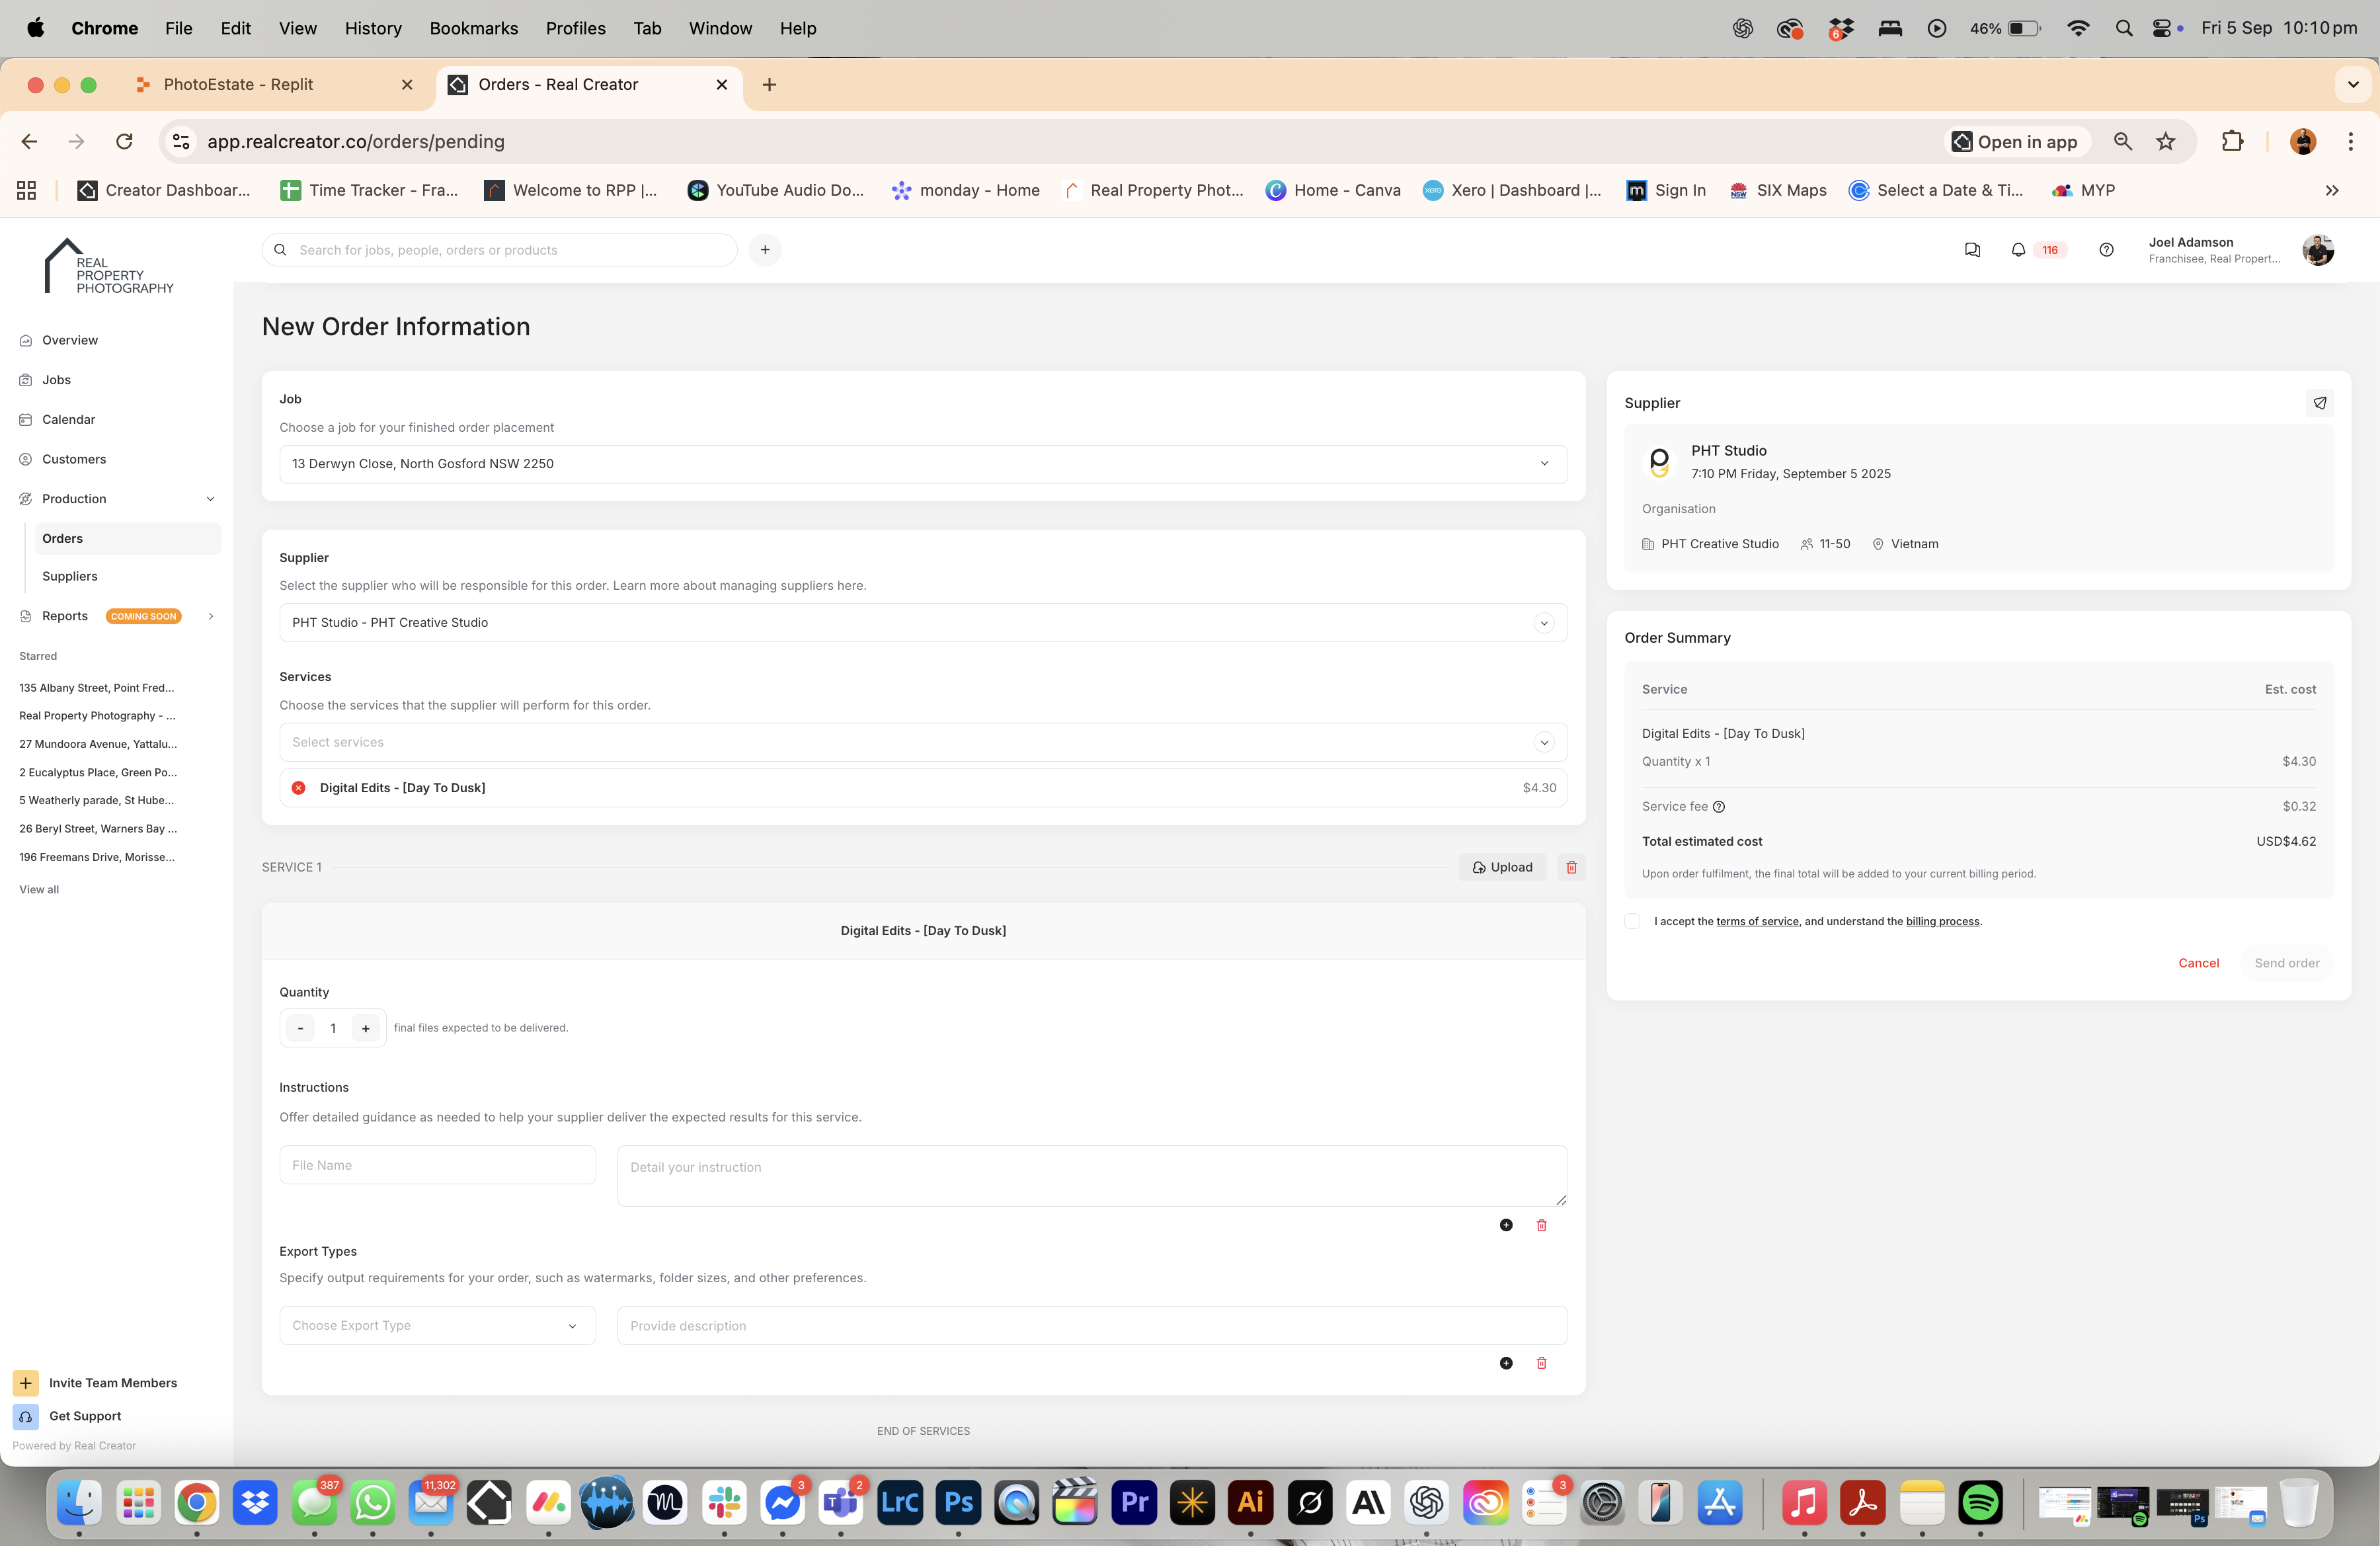 Chrome File Edit View History Bookmarks Profiles Tab Window Help
6 46% Fri 5 Sep 10:10 pm
PhotoEstate - Replit
Orders - Real Creator
app.realcreator.co/orders/pending
Open in app
Creator Dashboar...
Time Tracker - Fra...
Welcome to RPP |...
YouTube Audio Do...
monday - Home
Real Property Phot...
Home - Canva
Xero | Dashboard |...
Sign In
SIX Maps
Select a Date & Ti...
MYP
REAL
PROPERTY
PHOTOGRAPHY
Search for jobs, people, orders or products
116
Joel Adamson
Franchisee, Real Propert...
Overview
Jobs
Calendar
Customers
Production
Orders
Suppliers
Reports COMING SOON
Starred
135 Albany Street, Point Fred...
Real Property Photography - ...
27 Mundoora Avenue, Yattalu...
2 Eucalyptus Place, Green Po...
5 Weatherly parade, St Hube...
26 Beryl Street, Warners Bay ...
196 Freemans Drive, Morisse...
View all
Invite Team Members
Get Support
Powered by Real Creator
New Order Information
Job
Choose a job for your finished order placement
13 Derwyn Close, North Gosford NSW 2250
Supplier
Select the supplier who will be responsible for this order. Learn more about managing suppliers here.
PHT Studio - PHT Creative Studio
Services
Choose the services that the supplier will perform for this order.
Select services
Digital Edits - [Day To Dusk] $4.30
SERVICE 1
Upload
Digital Edits - [Day To Dusk]
Quantity
- 1 + final files expected to be delivered.
Instructions
Offer detailed guidance as needed to help your supplier deliver the expected results for this service.
File Name
Detail your instruction
Export Types
Specify output requirements for your order, such as watermarks, folder sizes, and other preferences.
Choose Export Type
Provide description
END OF SERVICES
Supplier
PHT Studio
7:10 PM Friday, September 5 2025
Organisation
PHT Creative Studio 11-50 Vietnam
Order Summary
Service Est. cost
Digital Edits - [Day To Dusk]
Quantity x 1 $4.30
Service fee $0.32
Total estimated cost USD$4.62
Upon order fulfilment, the final total will be added to your current billing period.
I accept the terms of service, and understand the billing process.
Cancel Send order
387
11,302
3
2
LrC
Ps
Pr
Ai
3
Ps